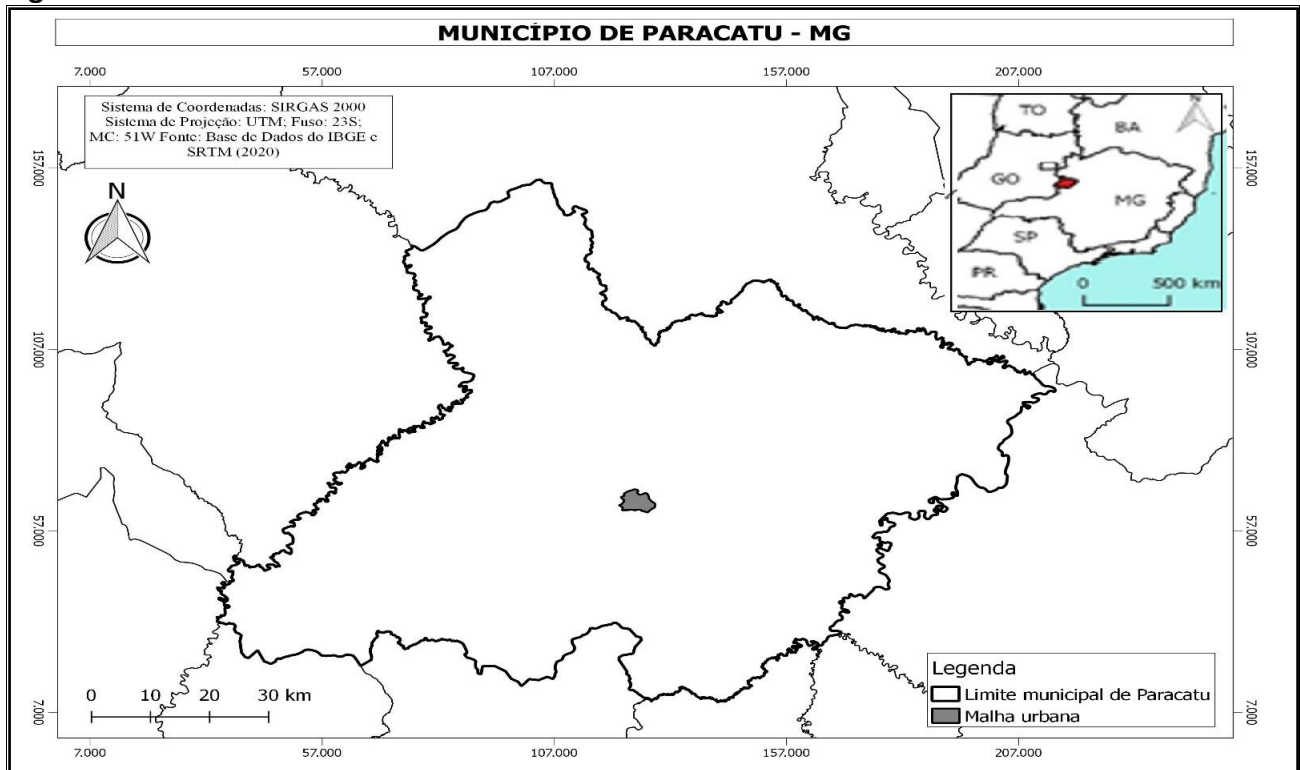 MUNICÍPIO DE PARACATU - MG
7.000 57.000 107.000 157.000 207.000
Sistema de Coordenadas: SIRGAS 2000
Sistema de Projeção: UTM; Fuso: 23S;
MC: 51W Fonte: Base de Dados do IBGE e
SRTM (2020)
N
TO
BA
N
GO
MG
SP
PR
0 500 km
157.000
107.000
57.000
7.000
157.000
107.000
57.000
7.000
0 10 20 30 km
Legenda
Limite municipal de Paracatu
Malha urbana
7.000 57.000 107.000 157.000 207.000